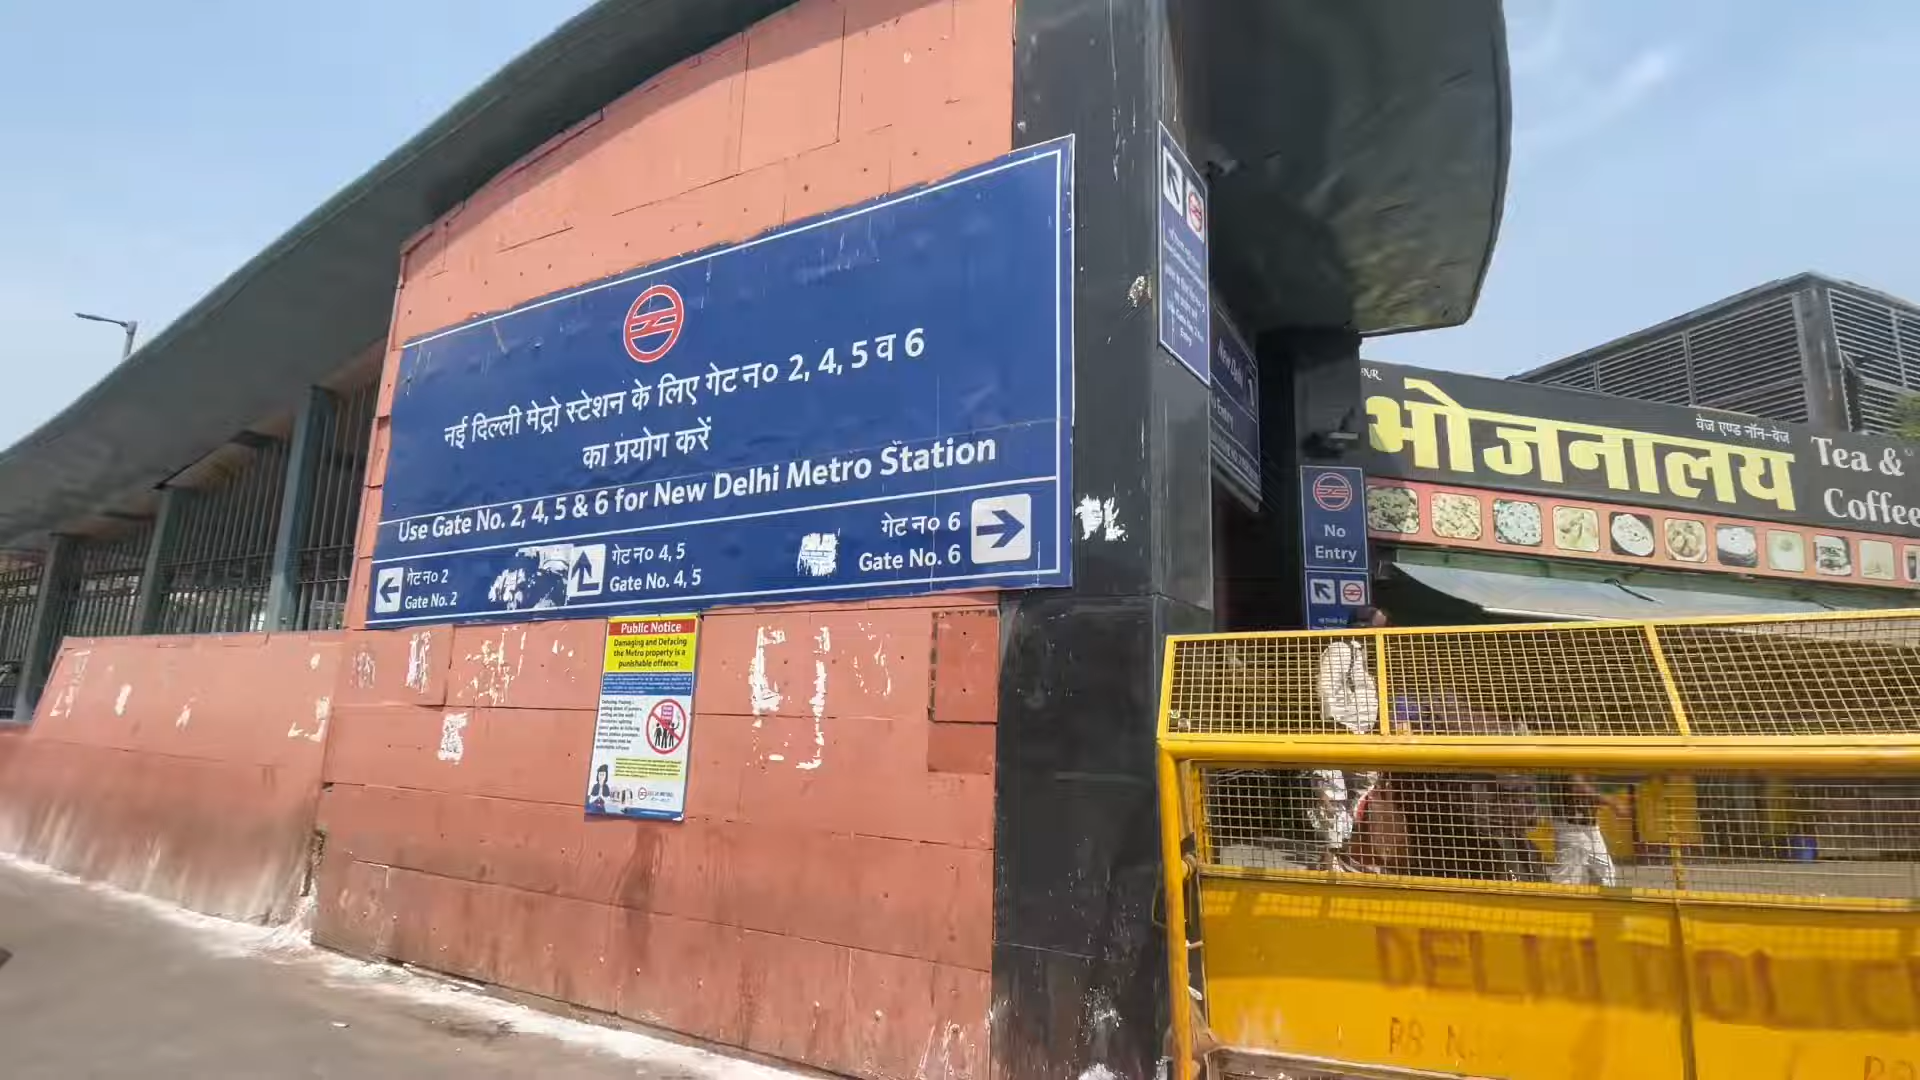 नई दिल्ली मेट्रो स्टेशन के लिए गेट न० 2, 4, 5 व 6
का प्रयोग करें
Use Gate No. 2, 4, 5 & 6 for New Delhi Metro Station
गेट न० 2
Gate No. 2
गेट न० 4, 5
Gate No. 4, 5
गेट न० 6
Gate No. 6
Public Notice
Damaging and Defacing
the Metro property is a
punishable offence
New Delhi
No
Entry
भोजनालय
वेज एण्ड नॉन-वेज
Tea &
Coffee
DELHI POLICE